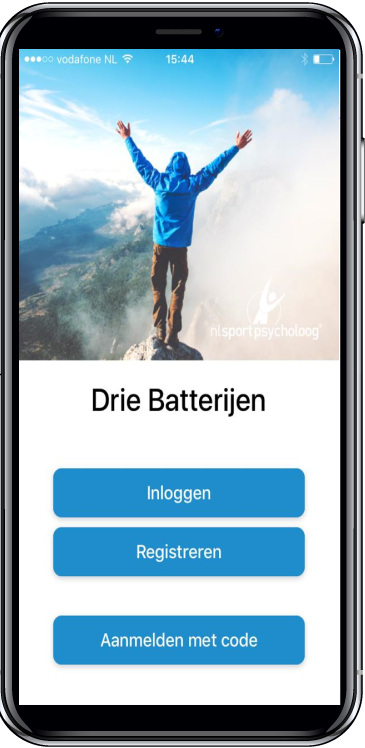 vodafone NL 15:44
nlsportpsycholoog®
Drie Batterijen
Inloggen
Registreren
Aanmelden met code